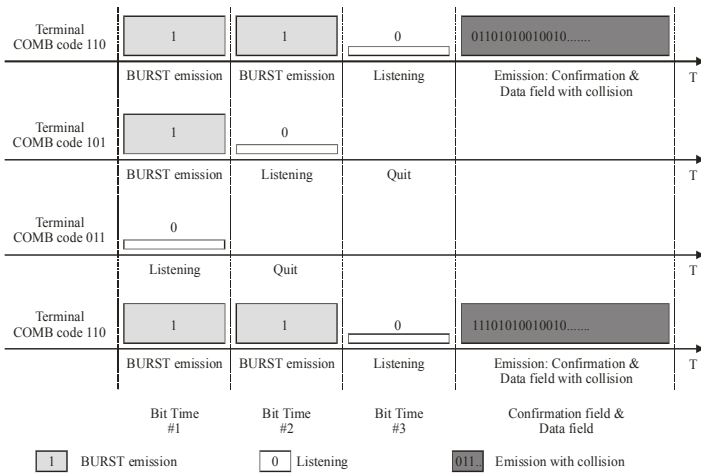 Terminal
COMB code 110
1
1
0
01101010010010.......
BURST emission
BURST emission
Listening
Emission: Confirmation &
Data field with collision
T
Terminal
COMB code 101
1
0
BURST emission
Listening
Quit
T
Terminal
COMB code 011
0
Listening
Quit
T
Terminal
COMB code 110
1
1
0
11101010010010.......
BURST emission
BURST emission
Listening
Emission: Confirmation &
Data field with collision
T
Bit Time
#1
Bit Time
#2
Bit Time
#3
Confirmation field &
Data field
1
BURST emission
0
Listening
011..
Emission with collision